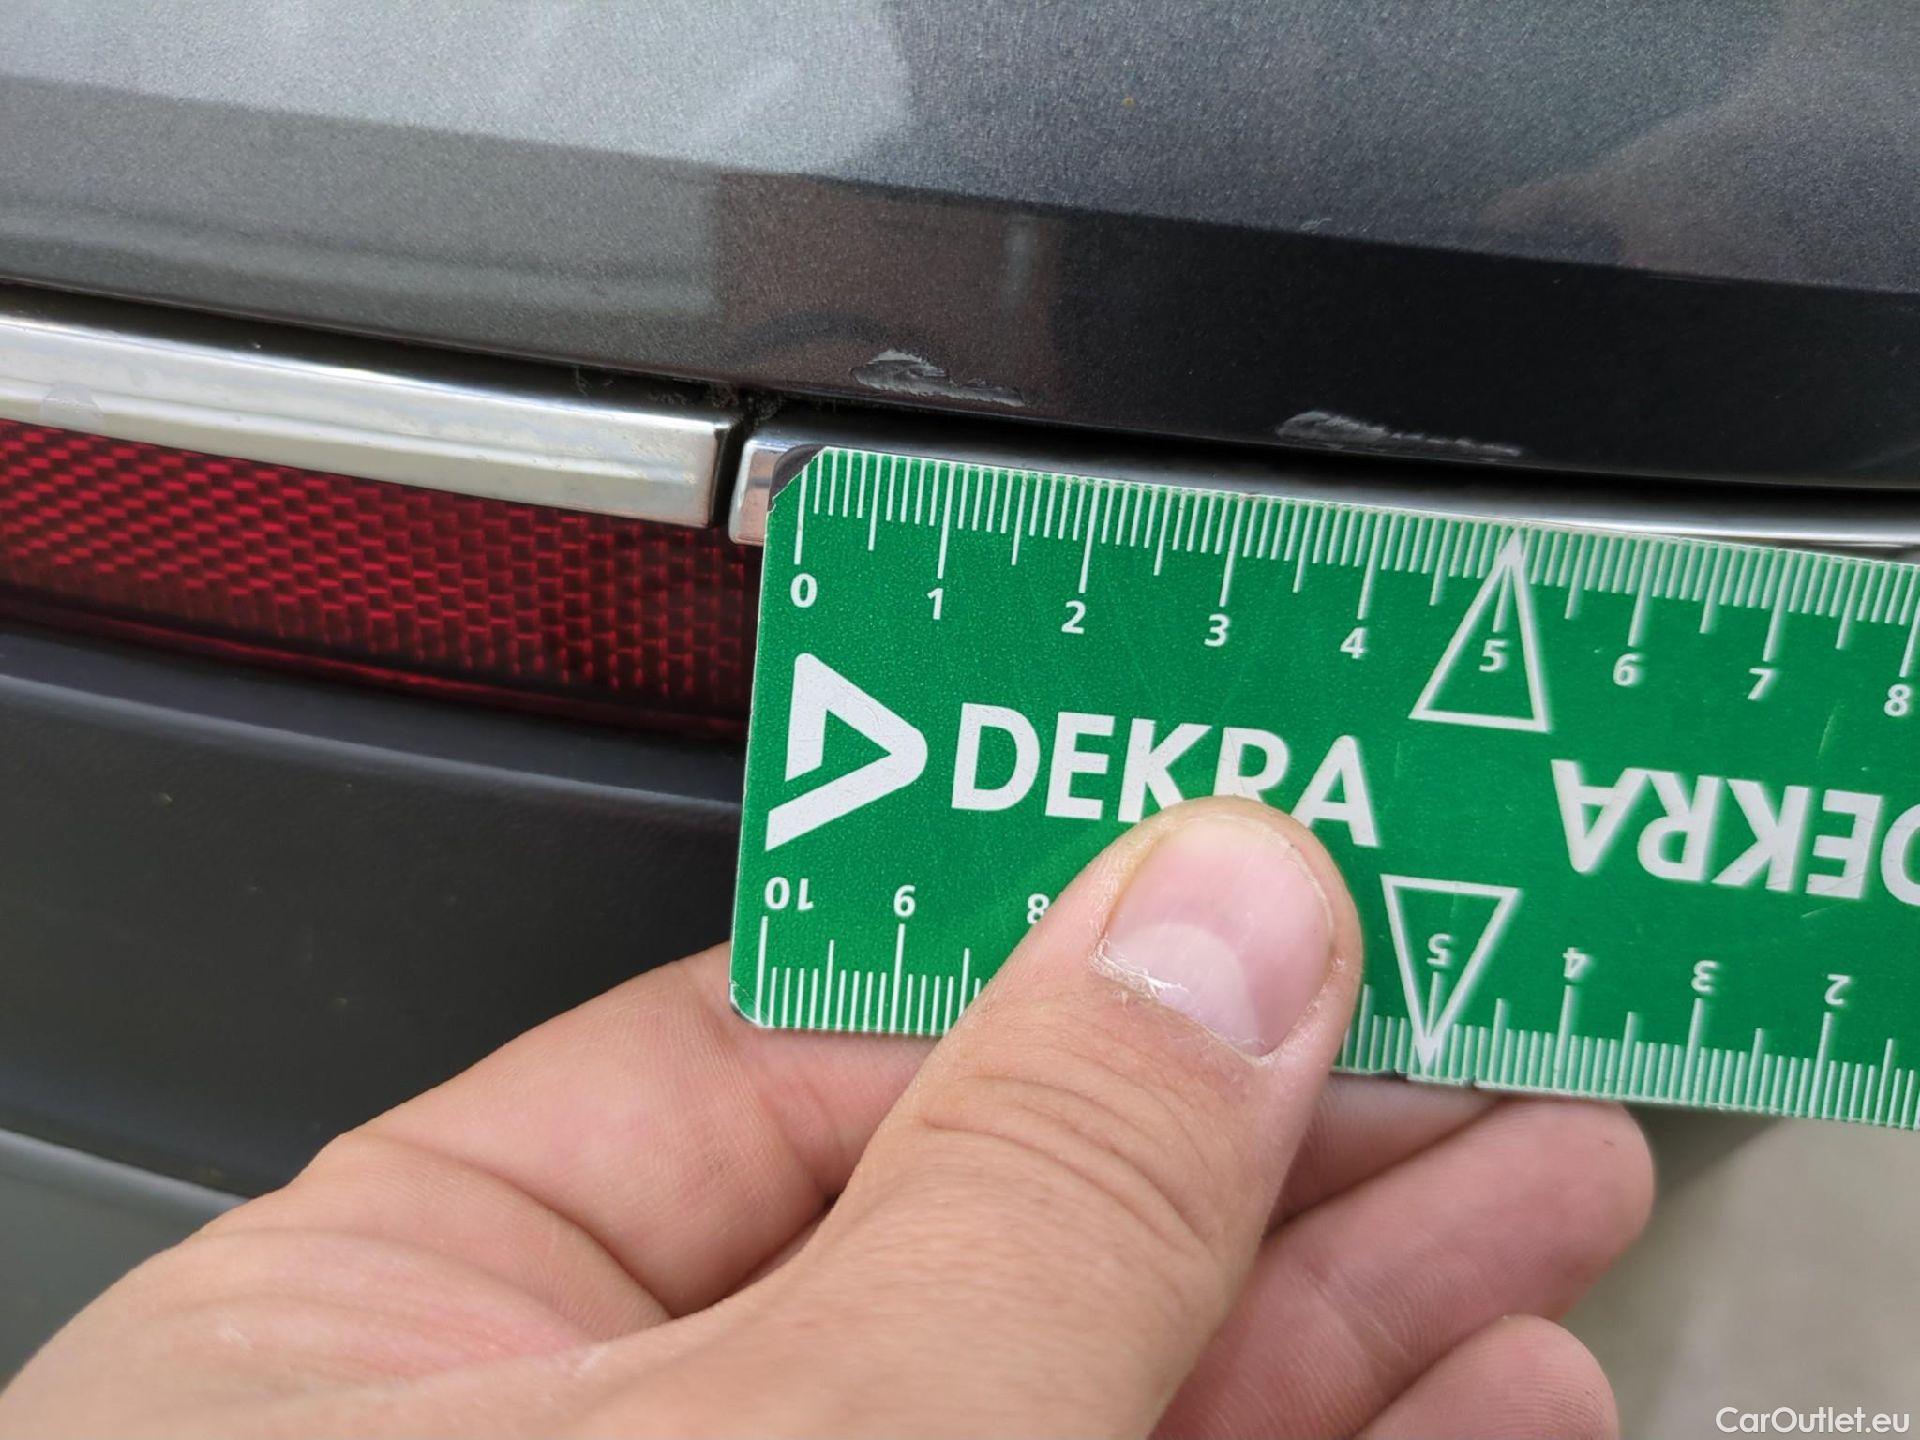 0 1 2 3 4 5 6 7 8
DEKRA
DEKRA
10 9 8 5 4 3 2
CarOutlet.eu